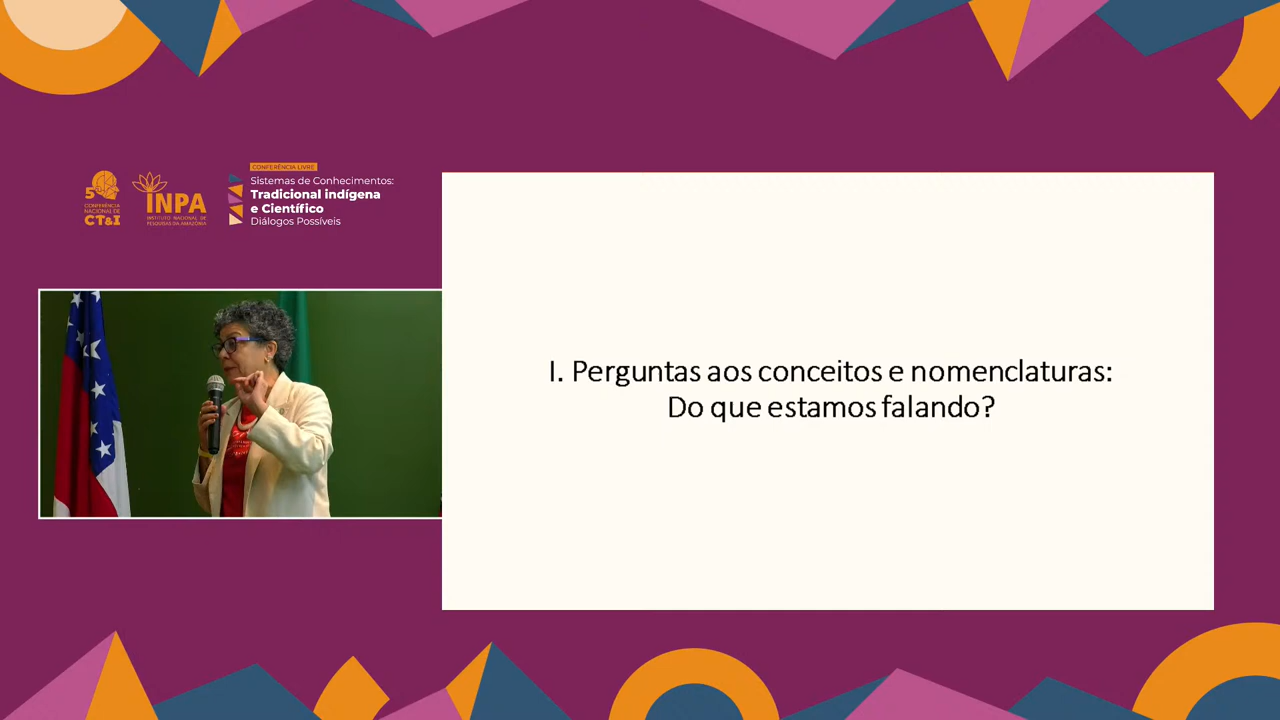 CONFERÊNCIA LIVRE
Sistemas de Conhecimentos:
Tradicional indígena
e Científico
Diálogos Possíveis
5
CONFERÊNCIA
NACIONAL DE
CT&I
INPA
INSTITUTO NACIONAL DE
PESQUISAS DA AMAZÔNIA
I. Perguntas aos conceitos e nomenclaturas:
Do que estamos falando?